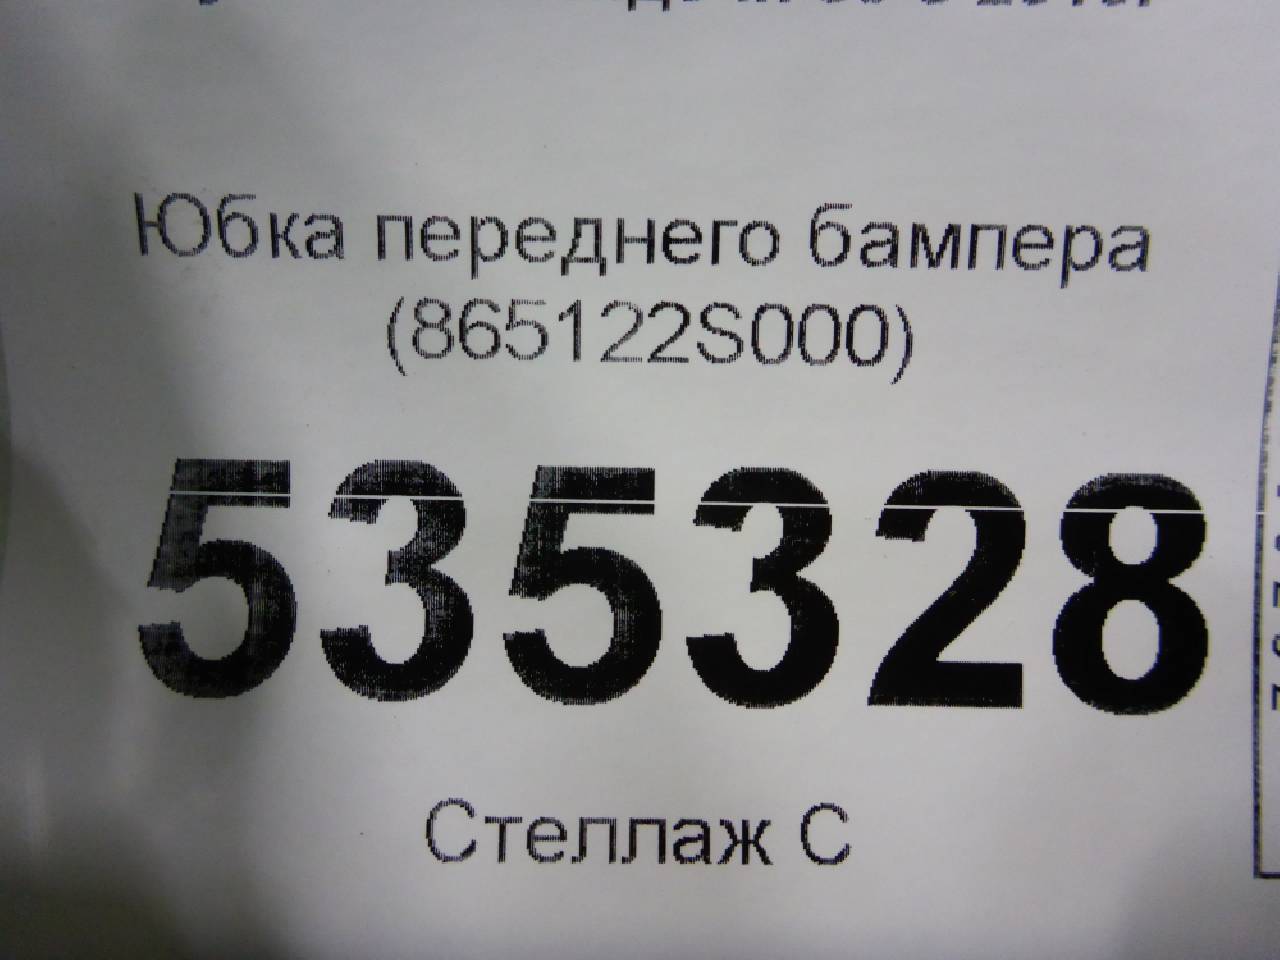 Юбка переднего бампера
(865122S000)
535328
Стеллаж С